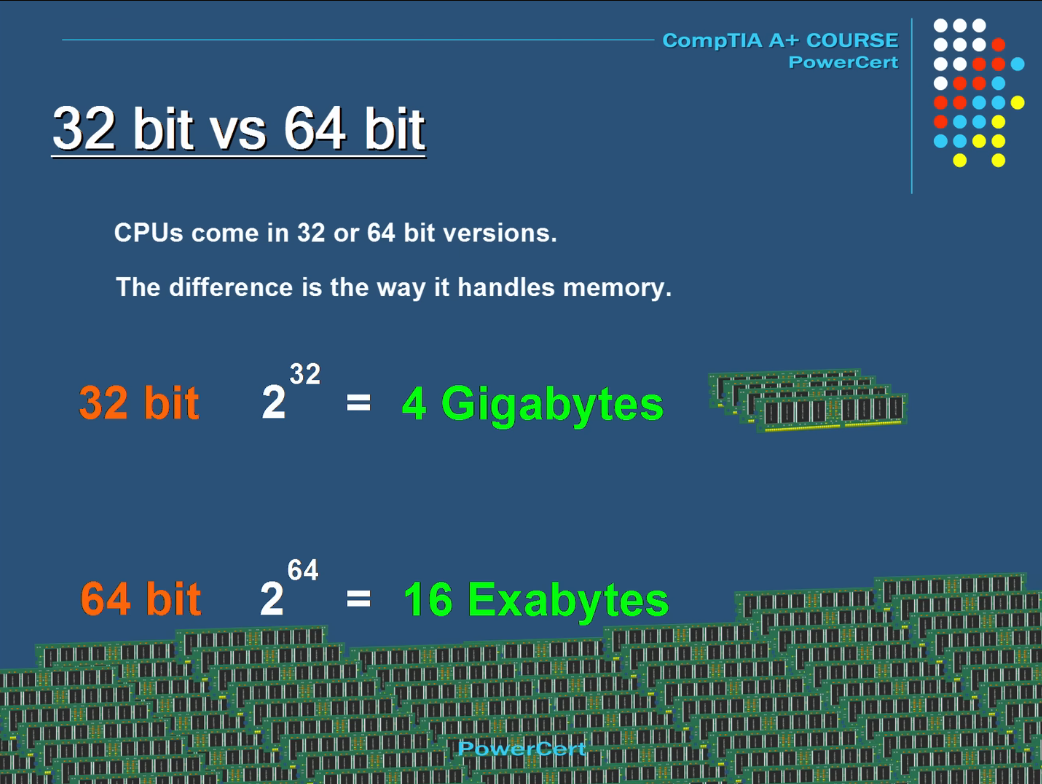 CompTIA A+ COURSE
PowerCert
32 bit vs 64 bit
CPUs come in 32 or 64 bit versions.
The difference is the way it handles memory.
32 bit 2^32 = 4 Gigabytes
64 bit 2^64 = 16 Exabytes
PowerCert